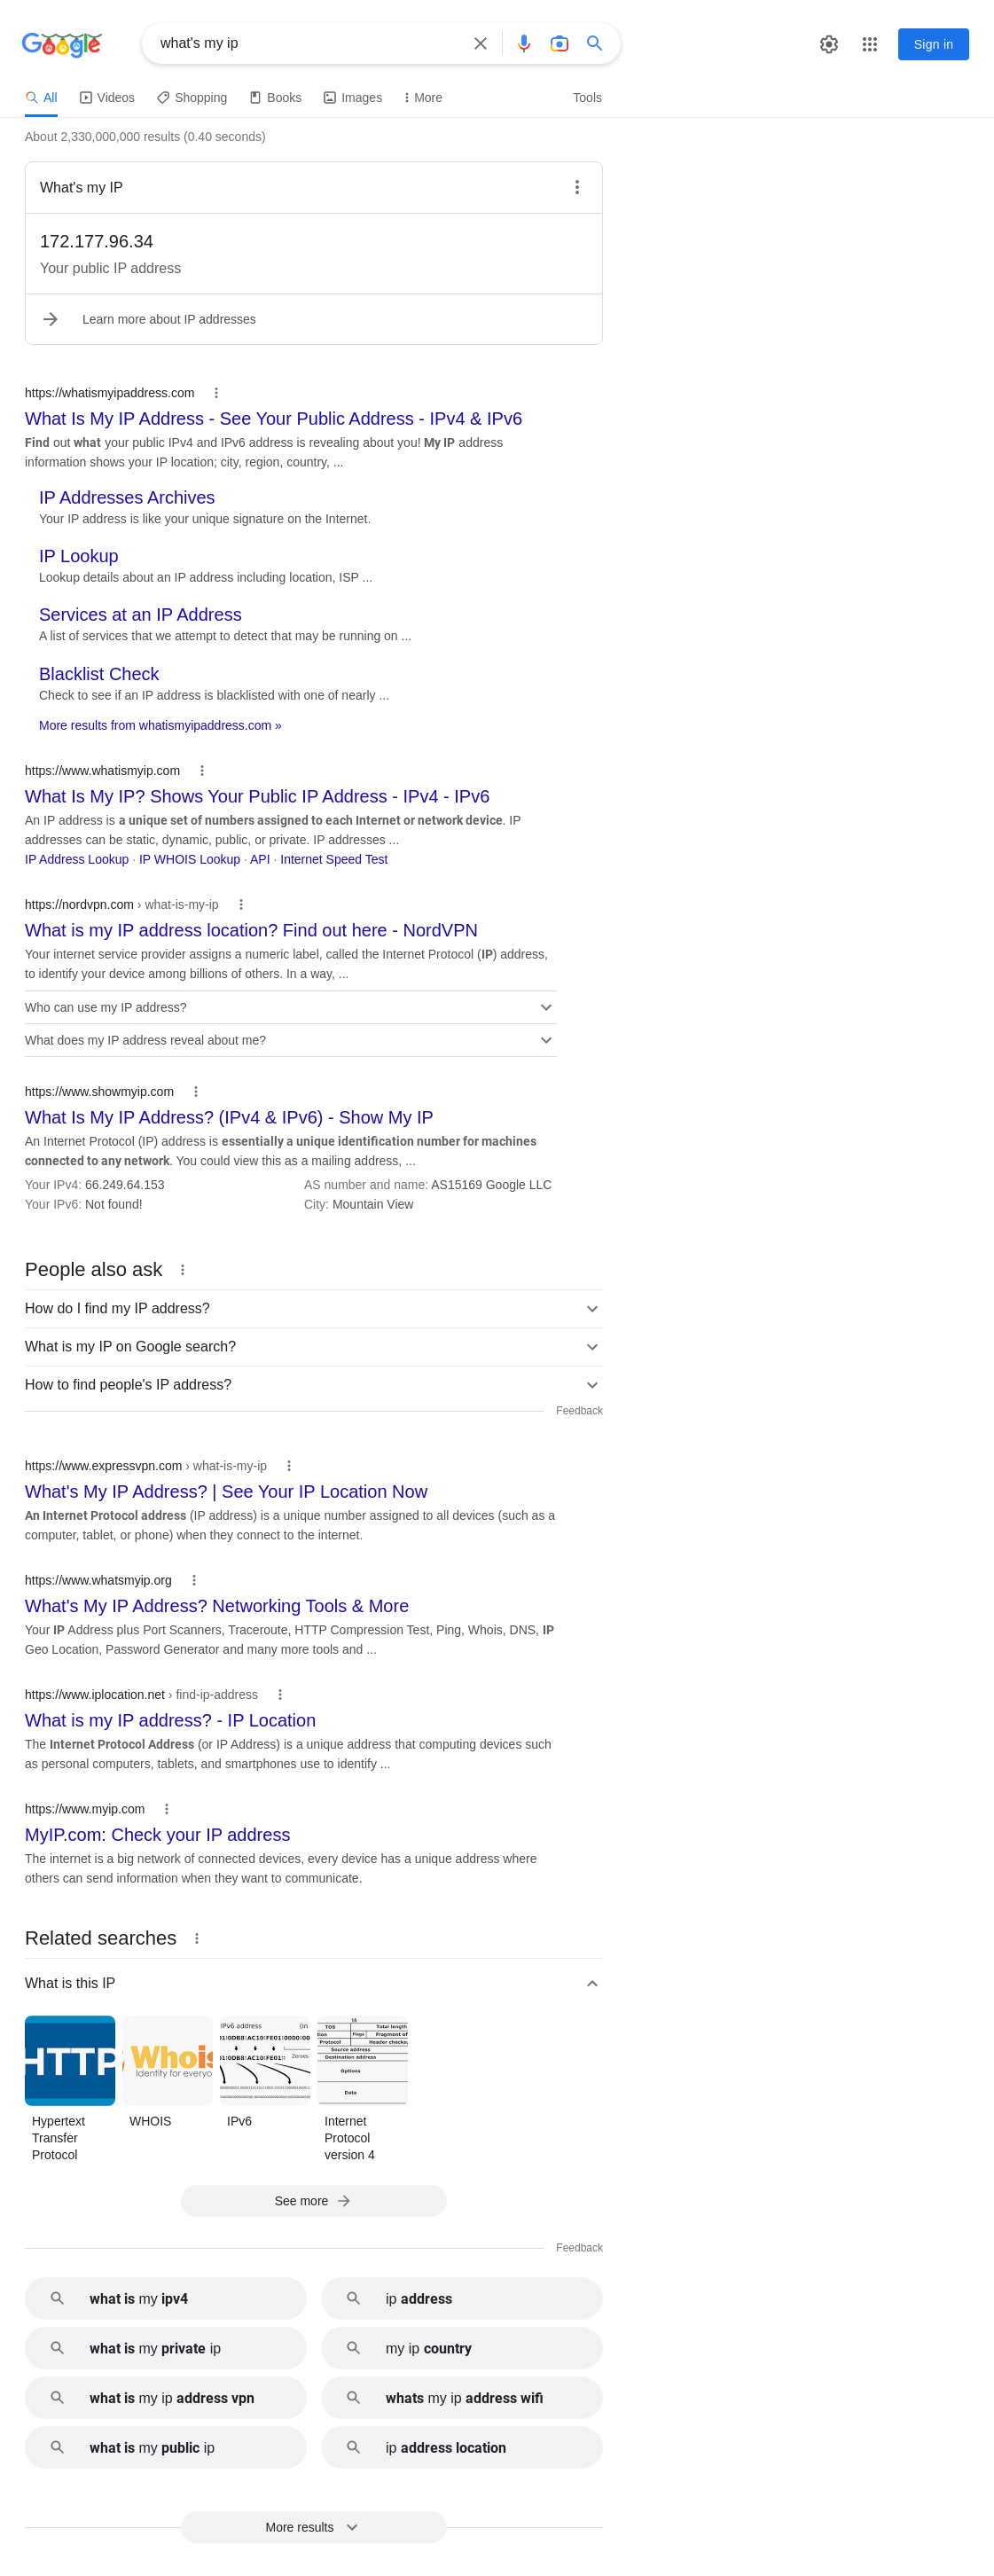 Google
what's my ip
Sign in
All
Videos
Shopping
Books
Images
More
Tools
About 2,330,000,000 results (0.40 seconds)
What's my IP
172.177.96.34
Your public IP address
Learn more about IP addresses
https://whatismyipaddress.com
What Is My IP Address - See Your Public Address - IPv4 & IPv6
Find out what your public IPv4 and IPv6 address is revealing about you! My IP address
information shows your IP location; city, region, country, ...
IP Addresses Archives
Your IP address is like your unique signature on the Internet.
IP Lookup
Lookup details about an IP address including location, ISP ...
Services at an IP Address
A list of services that we attempt to detect that may be running on ...
Blacklist Check
Check to see if an IP address is blacklisted with one of nearly ...
More results from whatismyipaddress.com »
https://www.whatismyip.com
What Is My IP? Shows Your Public IP Address - IPv4 - IPv6
An IP address is a unique set of numbers assigned to each Internet or network device. IP
addresses can be static, dynamic, public, or private. IP addresses ...
IP Address Lookup · IP WHOIS Lookup · API · Internet Speed Test
https://nordvpn.com › what-is-my-ip
What is my IP address location? Find out here - NordVPN
Your internet service provider assigns a numeric label, called the Internet Protocol (IP) address,
to identify your device among billions of others. In a way, ...
Who can use my IP address?
What does my IP address reveal about me?
https://www.showmyip.com
What Is My IP Address? (IPv4 & IPv6) - Show My IP
An Internet Protocol (IP) address is essentially a unique identification number for machines
connected to any network. You could view this as a mailing address, ...
Your IPv4: 66.249.64.153
AS number and name: AS15169 Google LLC
Your IPv6: Not found!
City: Mountain View
People also ask
How do I find my IP address?
What is my IP on Google search?
How to find people's IP address?
Feedback
https://www.expressvpn.com › what-is-my-ip
What's My IP Address? | See Your IP Location Now
An Internet Protocol address (IP address) is a unique number assigned to all devices (such as a
computer, tablet, or phone) when they connect to the internet.
https://www.whatsmyip.org
What's My IP Address? Networking Tools & More
Your IP Address plus Port Scanners, Traceroute, HTTP Compression Test, Ping, Whois, DNS, IP
Geo Location, Password Generator and many more tools and ...
https://www.iplocation.net › find-ip-address
What is my IP address? - IP Location
The Internet Protocol Address (or IP Address) is a unique address that computing devices such
as personal computers, tablets, and smartphones use to identify ...
https://www.myip.com
MyIP.com: Check your IP address
The internet is a big network of connected devices, every device has a unique address where
others can send information when they want to communicate.
Related searches
What is this IP
HTTP
Whois
Identity for everyo
IPv6 address
(in
Zeroes
16
TOS
Total length
Flags
Fragment of
Protocol
Header checksu
Source address
Destination address
Options
Data
Hypertext
Transfer
Protocol
WHOIS
IPv6
Internet
Protocol
version 4
See more
Feedback
what is my ipv4
ip address
what is my private ip
my ip country
what is my ip address vpn
whats my ip address wifi
what is my public ip
ip address location
More results